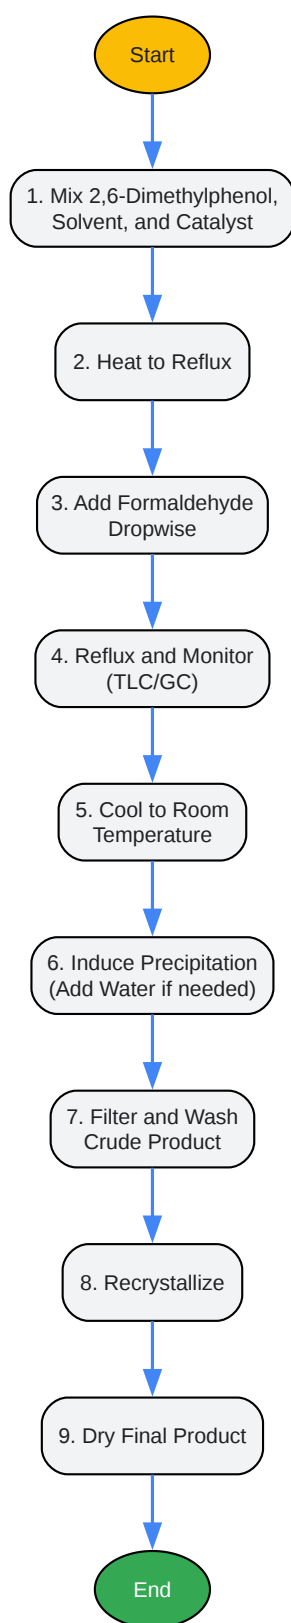 Start
1. Mix 2,6-Dimethylphenol,
Solvent, and Catalyst
2. Heat to Reflux
3. Add Formaldehyde
Dropwise
4. Reflux and Monitor
(TLC/GC)
5. Cool to Room
Temperature
6. Induce Precipitation
(Add Water if needed)
7. Filter and Wash
Crude Product
8. Recrystallize
9. Dry Final Product
End